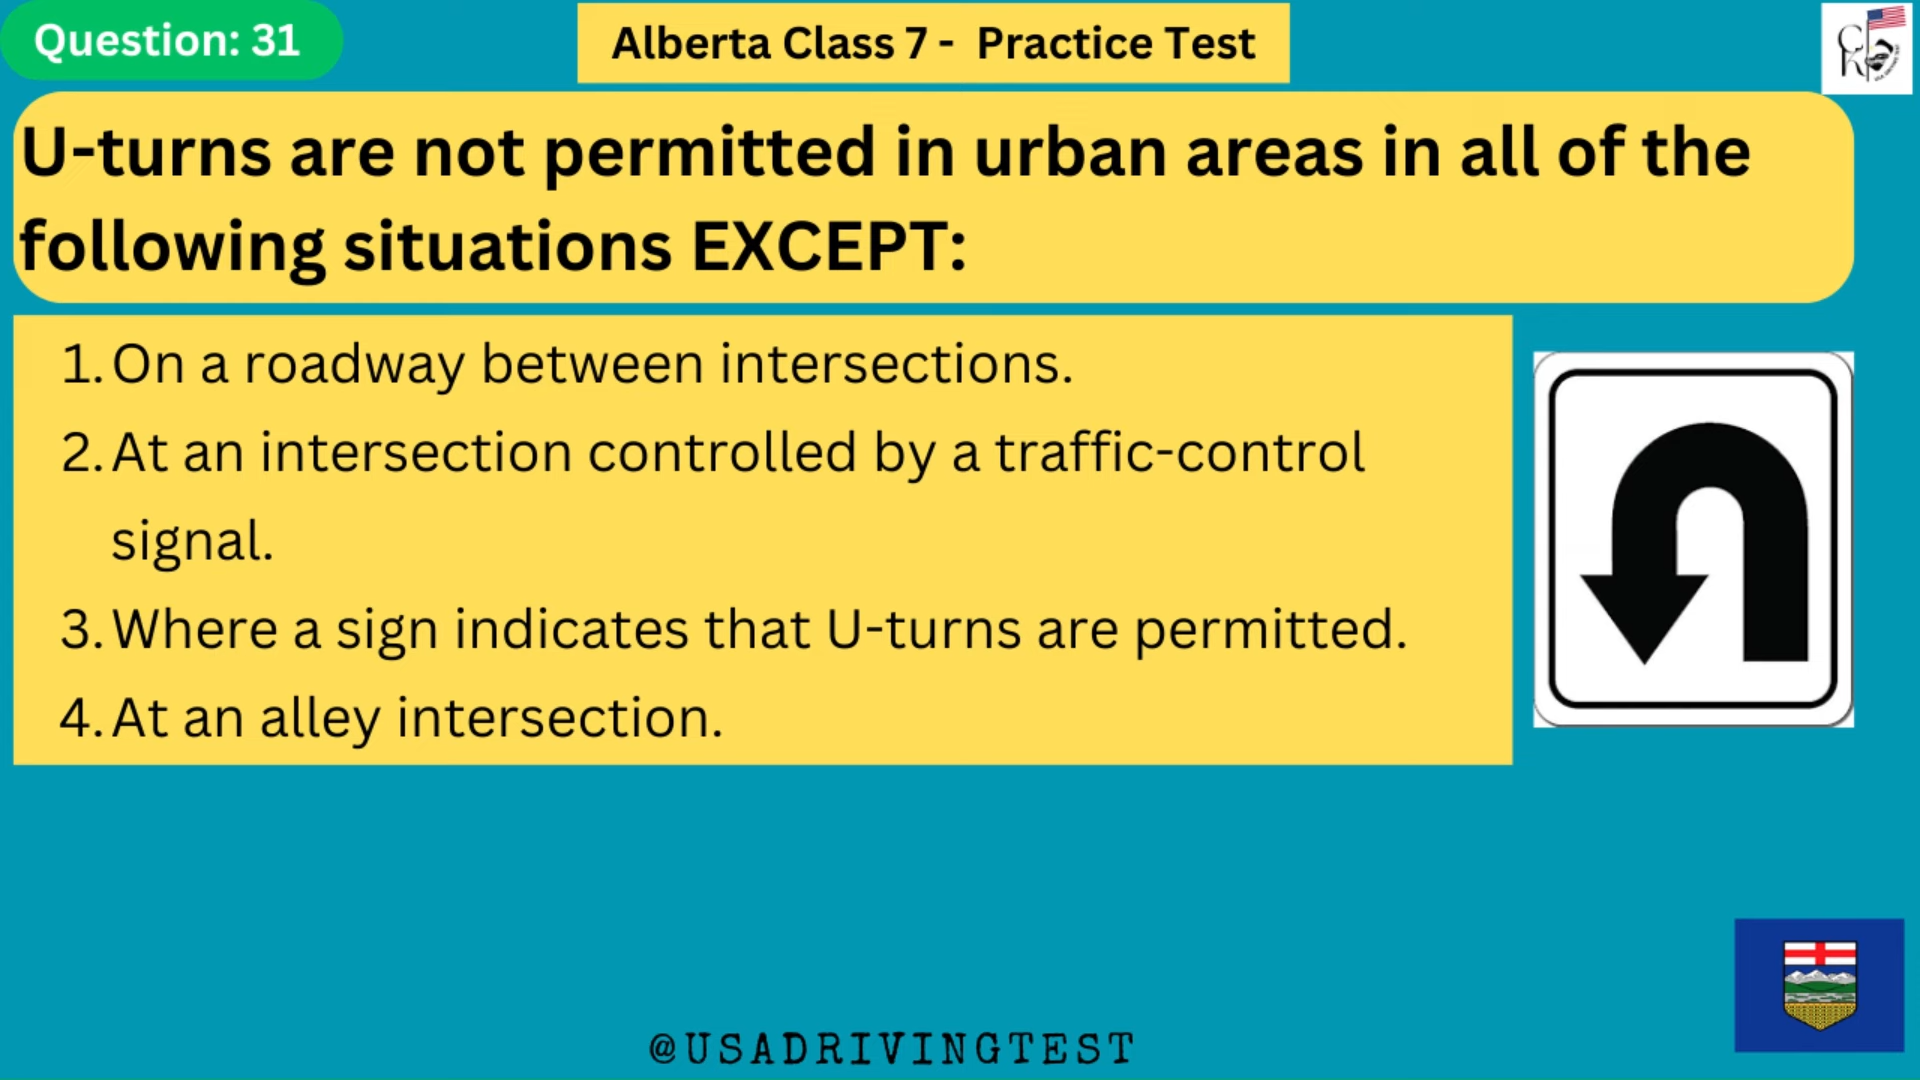 Question: 31
Alberta Class 7 - Practice Test
U-turns are not permitted in urban areas in all of the
following situations EXCEPT:
1. On a roadway between intersections.
2. At an intersection controlled by a traffic-control
signal.
3. Where a sign indicates that U-turns are permitted.
4. At an alley intersection.
@USADRIVINGTEST